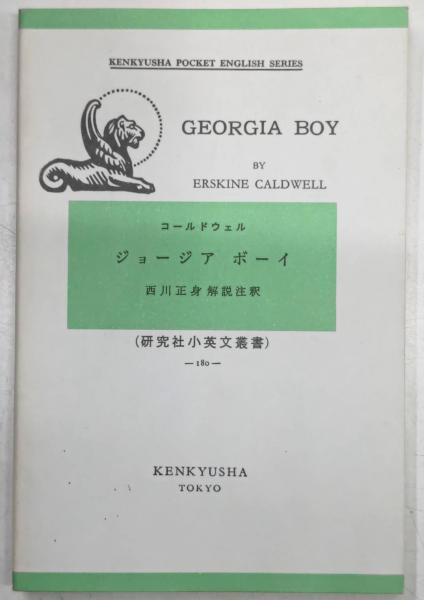 KENKYUSHA POCKET ENGLISH SERIES
GEORGIA BOY
BY
ERSKINE CALDWELL
コールドウェル
ジョージア ボーイ
西川正身 解説注釈
(研究社小英文叢書)
—180—
KENKYUSHA
TOKYO